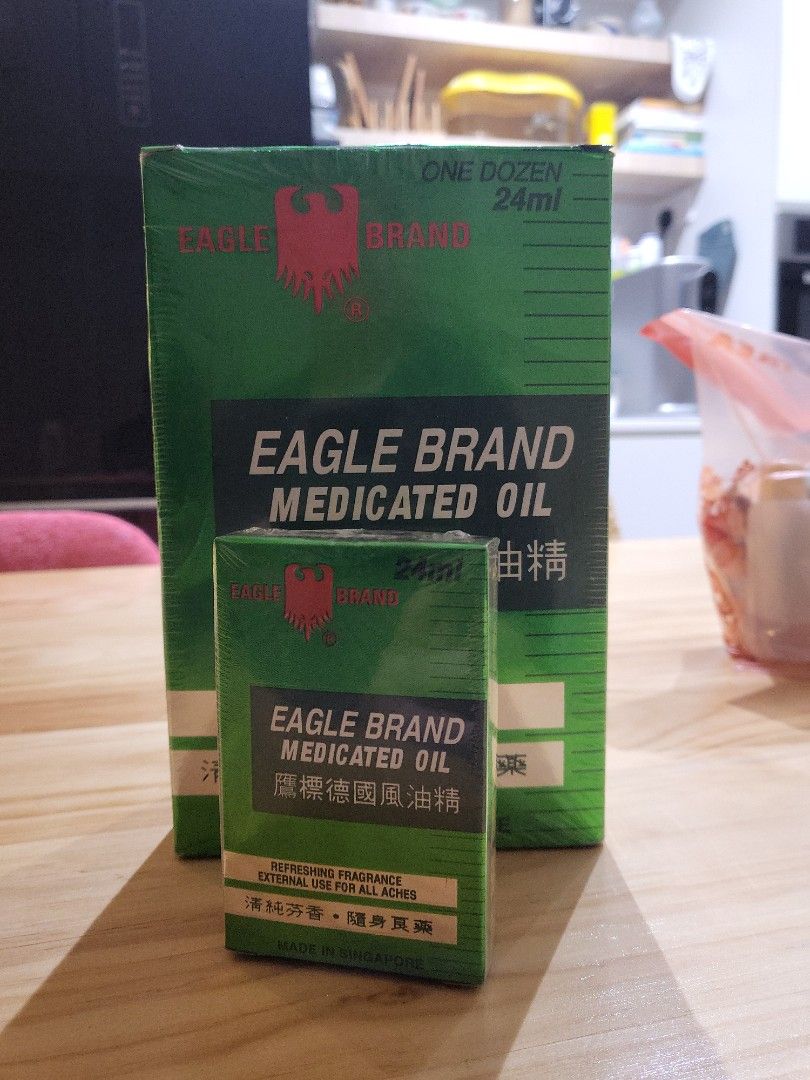 ONE DOZEN
24ml
EAGLE BRAND
®
EAGLE BRAND
MEDICATED OIL
油精
清
藥
24ml
EAGLE BRAND
®
EAGLE BRAND
MEDICATED OIL
鷹標德國風油精
REFRESHING FRAGRANCE
EXTERNAL USE FOR ALL ACHES
清純芬香・隨身良藥
MADE IN SINGAPORE